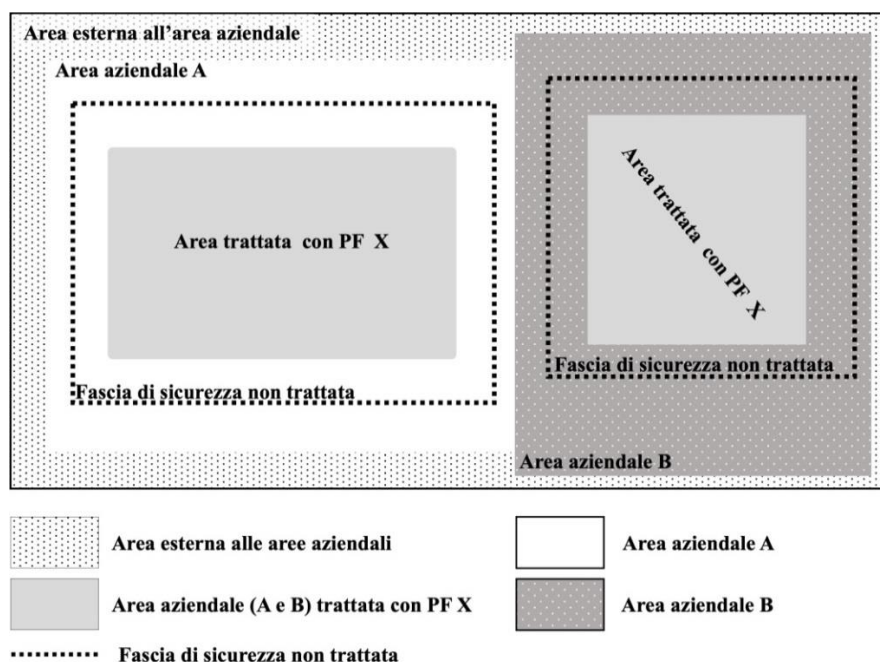 Area esterna all’area aziendale
Area aziendale A
Area trattata con PF X
Fascia di sicurezza non trattata
Area trattata con PF X
Fascia di sicurezza non trattata
Area aziendale B
Area esterna alle aree aziendali
Area aziendale A
Area aziendale (A e B) trattata con PF X
Area aziendale B
Fascia di sicurezza non trattata